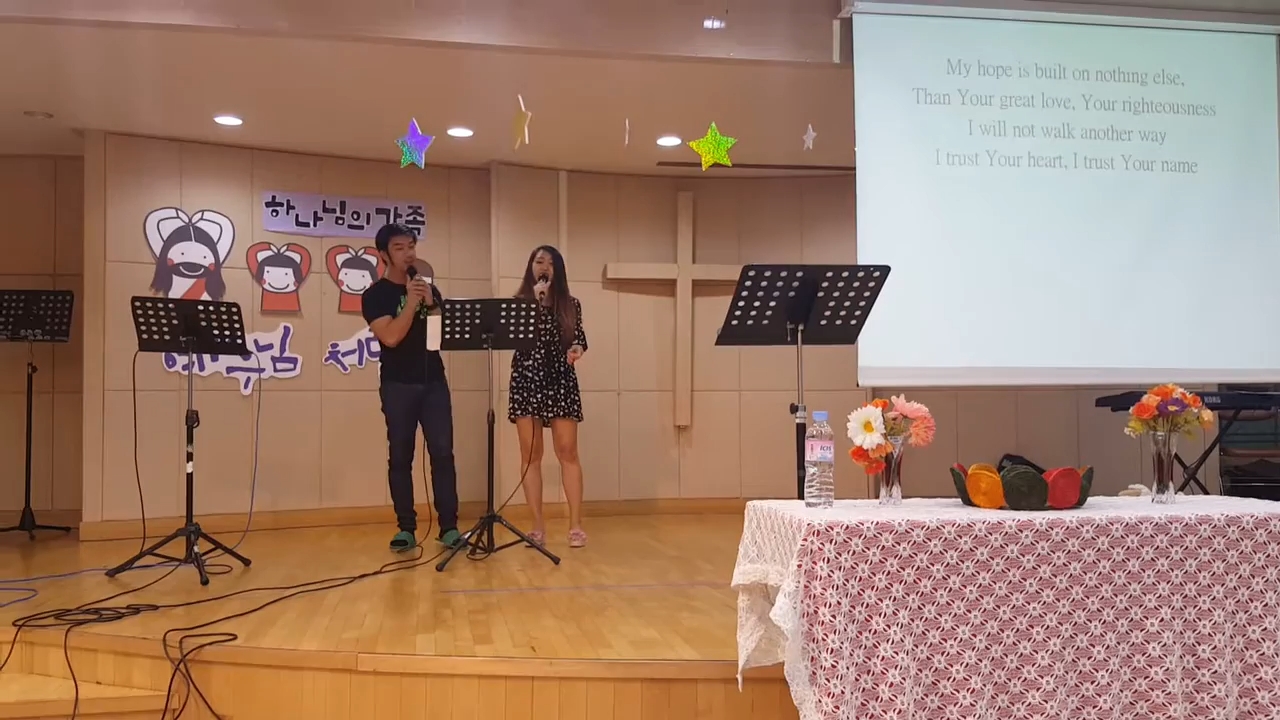 하나님의 가족
My hope is built on nothing else,
Than Your great love, Your righteousness
I will not walk another way
I trust Your heart, I trust Your name
KORG